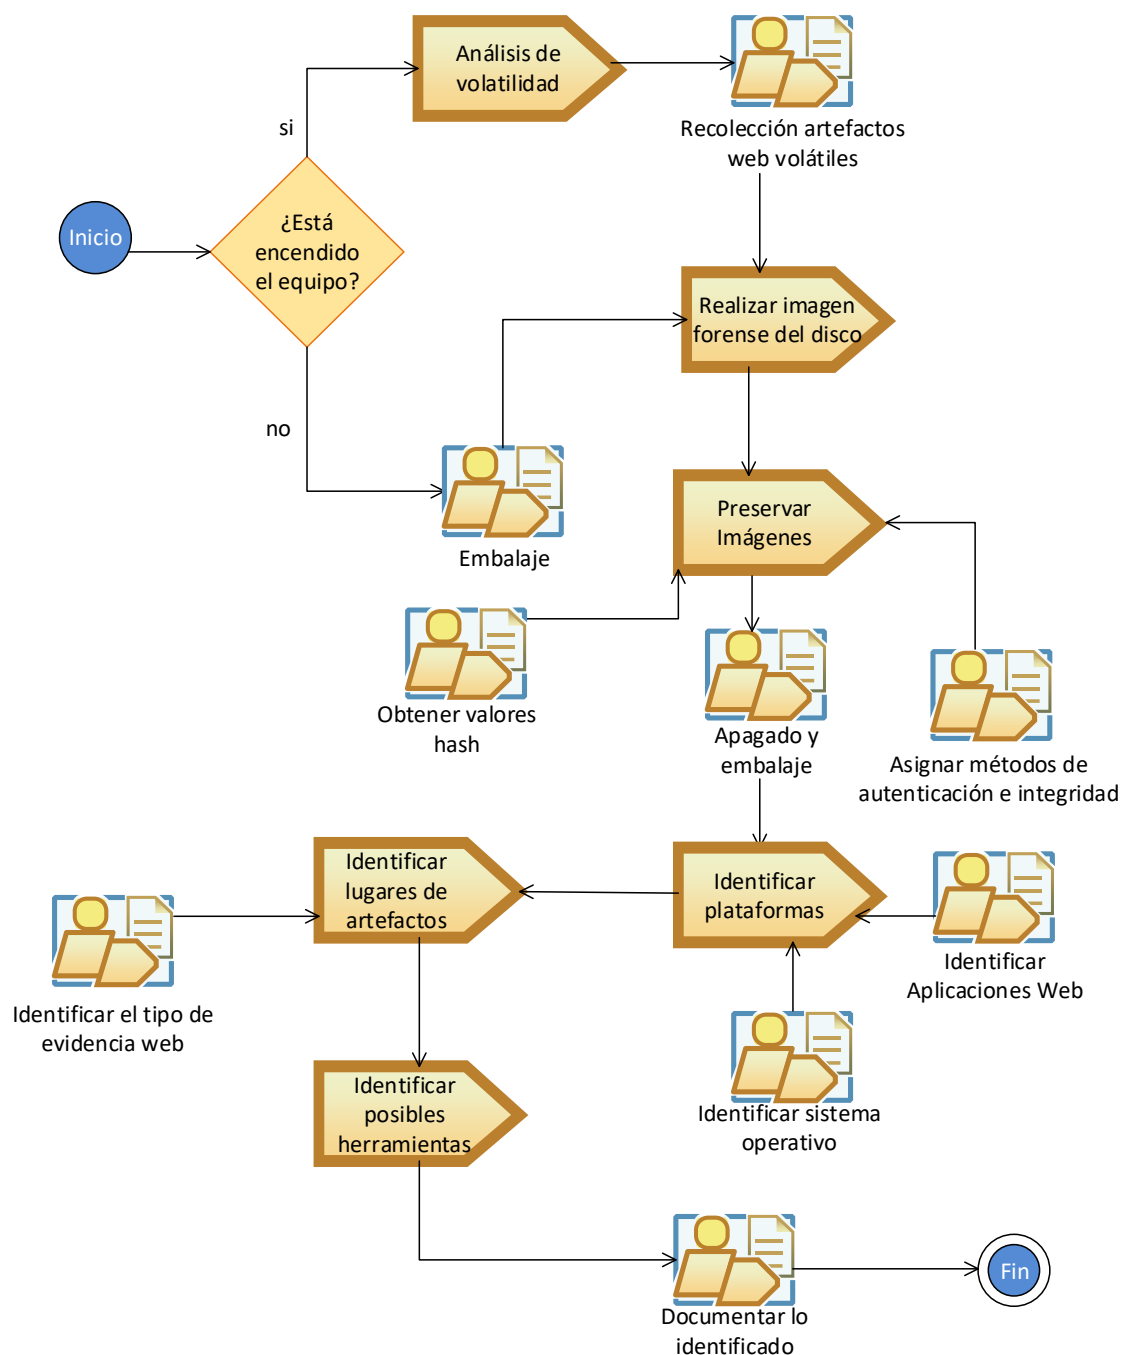 Análisis de
volatilidad
Recolección artefactos
web volátiles
si
Inicio
¿Está
encendido
el equipo?
Realizar imagen
forense del disco
no
Embalaje
Preservar
Imágenes
Obtener valores
hash
Apagado y
embalaje
Asignar métodos de
autenticación e integridad
Identificar
lugares de
artefactos
Identificar
plataformas
Identificar
Aplicaciones Web
Identificar el tipo de
evidencia web
Identificar
posibles
herramientas
Identificar sistema
operativo
Documentar lo
identificado
Fin